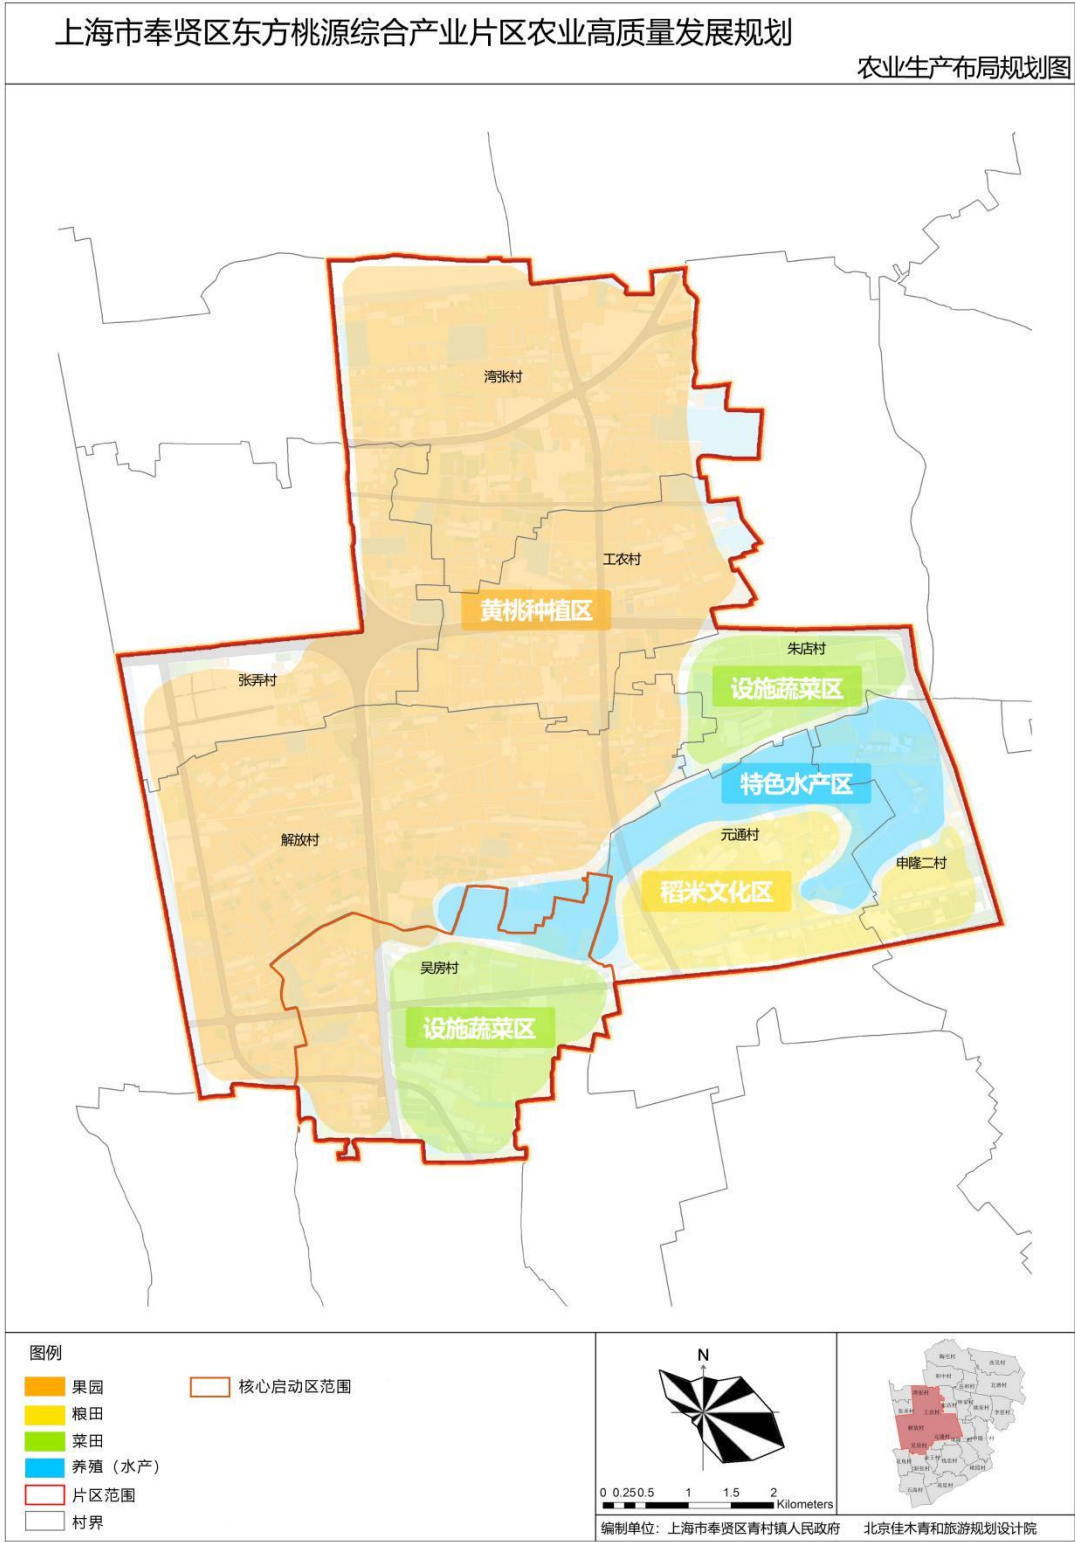 上海市奉贤区东方桃源综合产业片区农业高质量发展规划
农业生产布局规划图
湾张村
工农村
黄桃种植区
朱店村
张弄村
设施蔬菜区
特色水产区
元通村
解放村
申隆二村
稻米文化区
吴房村
设施蔬菜区
图例
果园
核心启动区范围
粮田
菜田
养殖（水产）
片区范围
村界
N
0 0.25 0.5 1 1.5 2
Kilometers
编制单位：上海市奉贤区青村镇人民政府 北京佳木青和旅游规划设计院